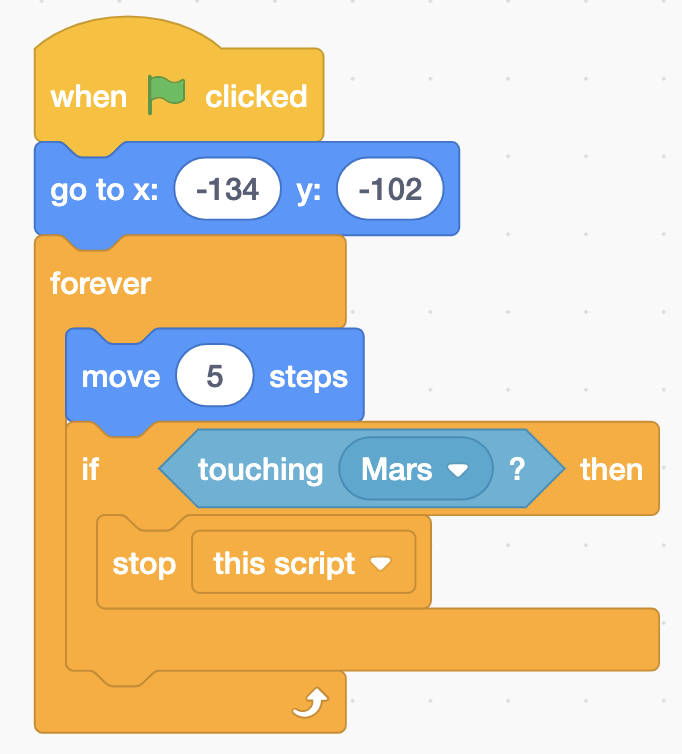 when clicked
go to x: -134 y: -102
forever
move 5 steps
if touching Mars ? then
stop this script